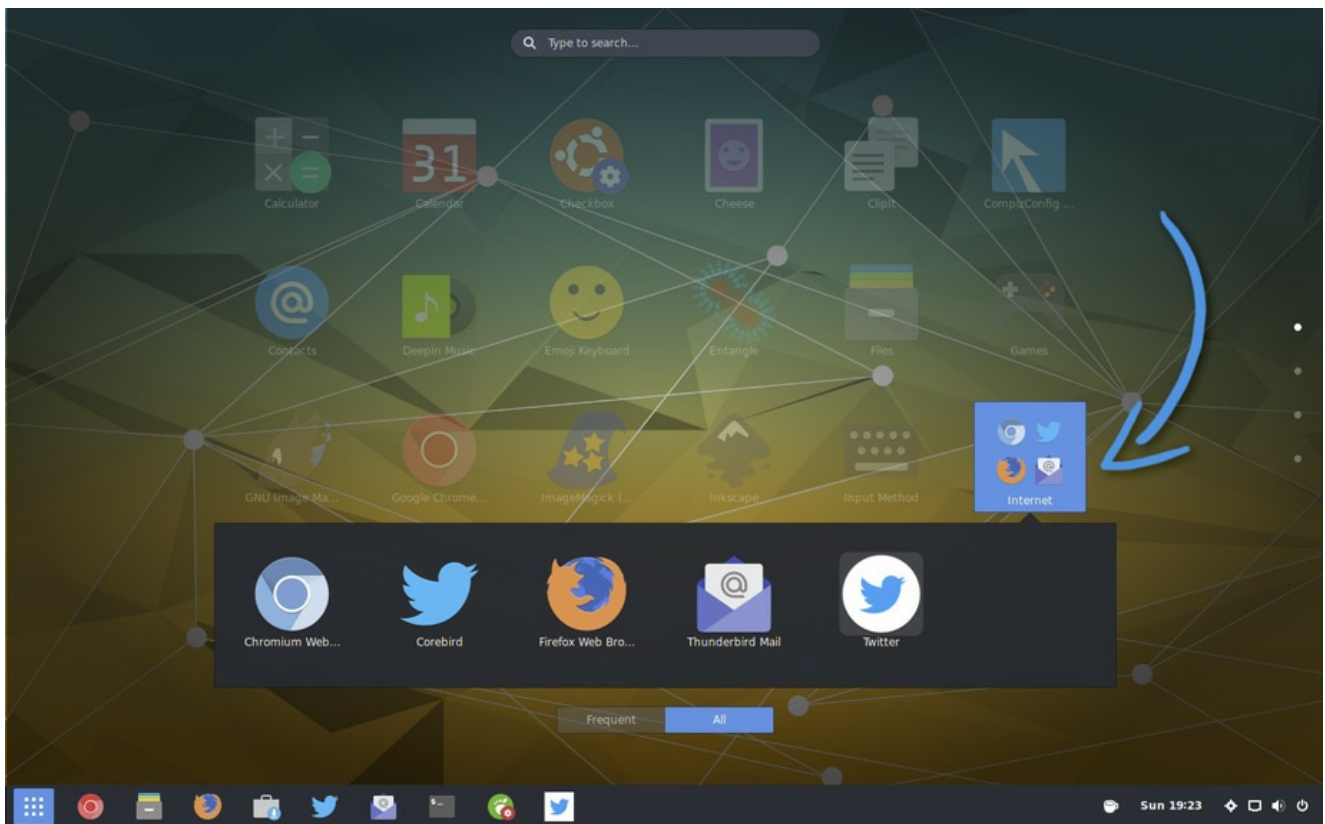 Type to search...
31
Calculator
Calendar
Checkbox
Cheese
ClipIt
CompizConfig ...
Contacts
Deepin Music
Emoji Keyboard
Entangle
Files
Games
GNU Image Ma...
Google Chrome...
ImageMagick (...
Inkscape
Input Method
Internet
Chromium Web...
Corebird
Firefox Web Bro...
Thunderbird Mail
Twitter
Frequent
All
Sun 19:23